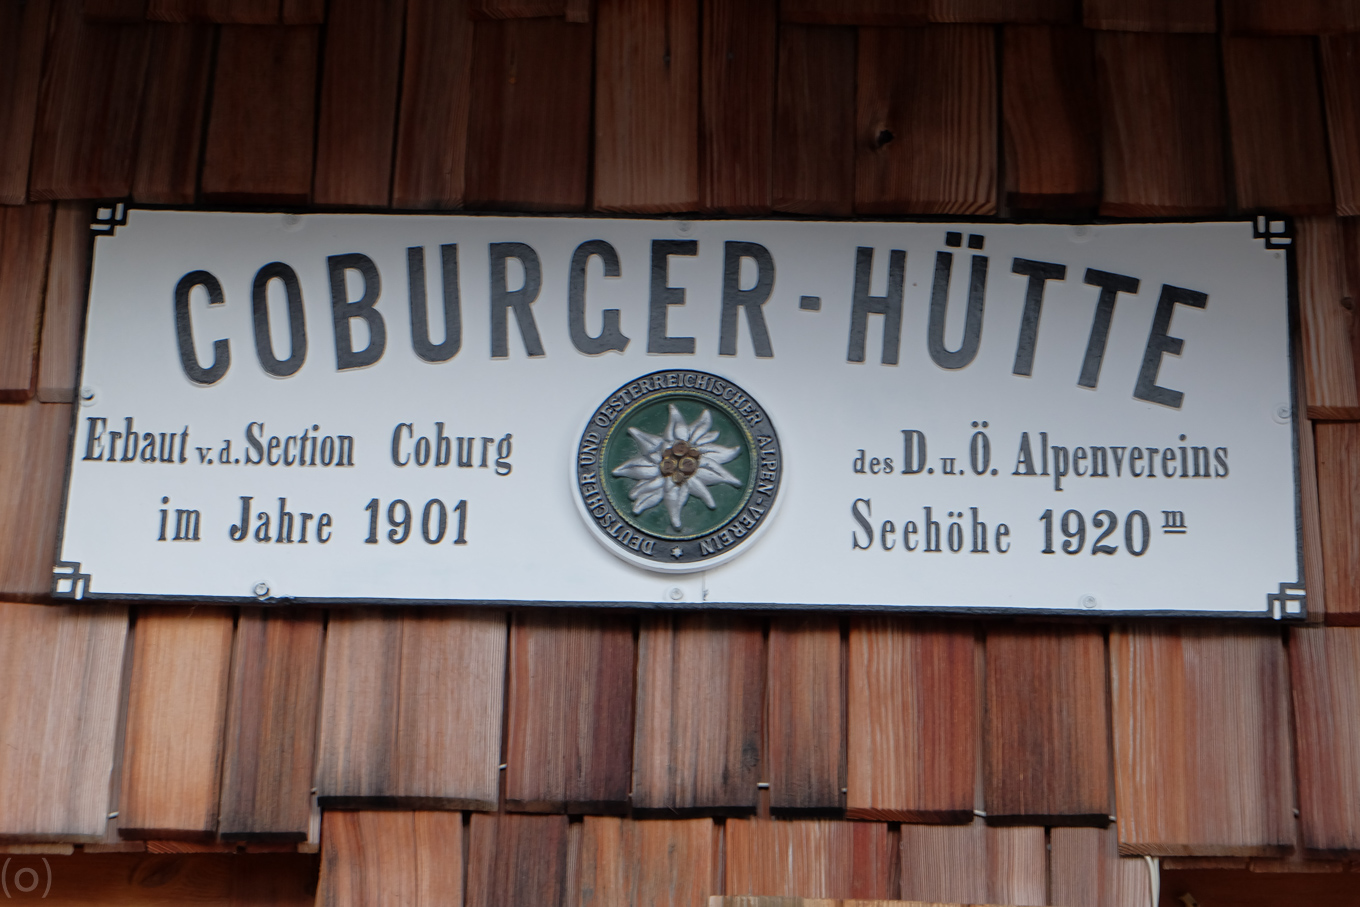 COBURGER-HÜTTE
Erbaut v.d. Section Coburg
im Jahre 1901
DEUTSCHER UND OESTERREICHISCHER ALPEN-VEREIN
des D. u. Ö. Alpenvereins
Seehöhe 1920 m
(o)